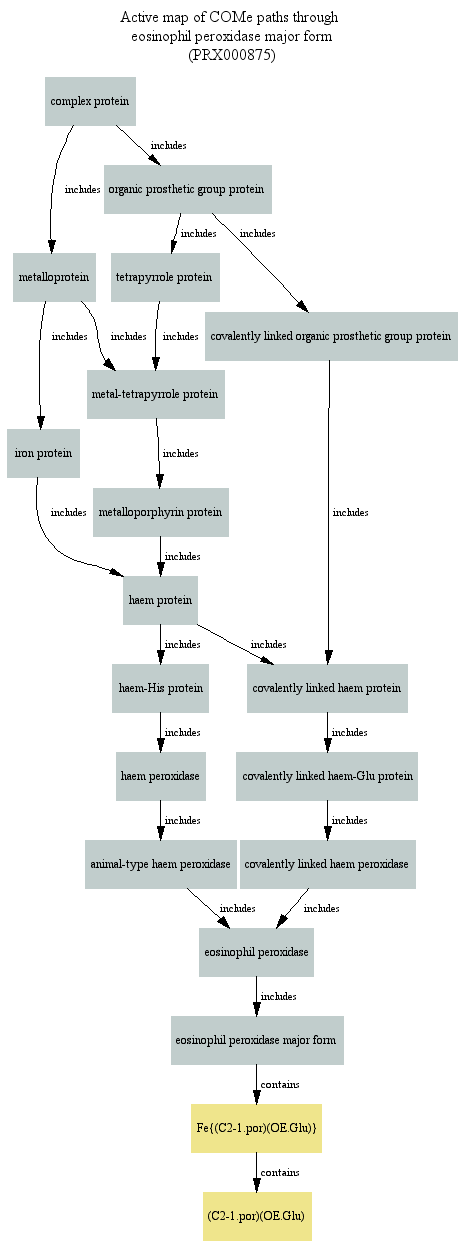 Active map of COMe paths through
eosinophil peroxidase major form
(PRX000875)
complex protein
includes
includes
organic prosthetic group protein
includes
includes
metalloprotein
tetrapyrrole protein
covalently linked organic prosthetic group protein
includes
includes
includes
metal-tetrapyrrole protein
iron protein
includes
metalloporphyrin protein
includes
includes
includes
haem protein
includes
includes
haem-His protein
covalently linked haem protein
includes
includes
haem peroxidase
covalently linked haem-Glu protein
includes
includes
animal-type haem peroxidase
covalently linked haem peroxidase
includes
includes
eosinophil peroxidase
includes
eosinophil peroxidase major form
contains
Fe{(C2-1.por)(OE.Glu)}
contains
(C2-1.por)(OE.Glu)